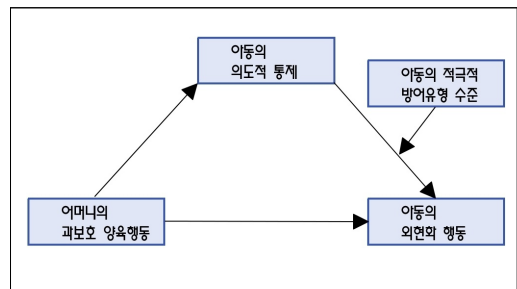 아동의
의도적 통제
아동의 적극적
방어유형 수준
어머니의
과보호 양육행동
아동의
외현화 행동